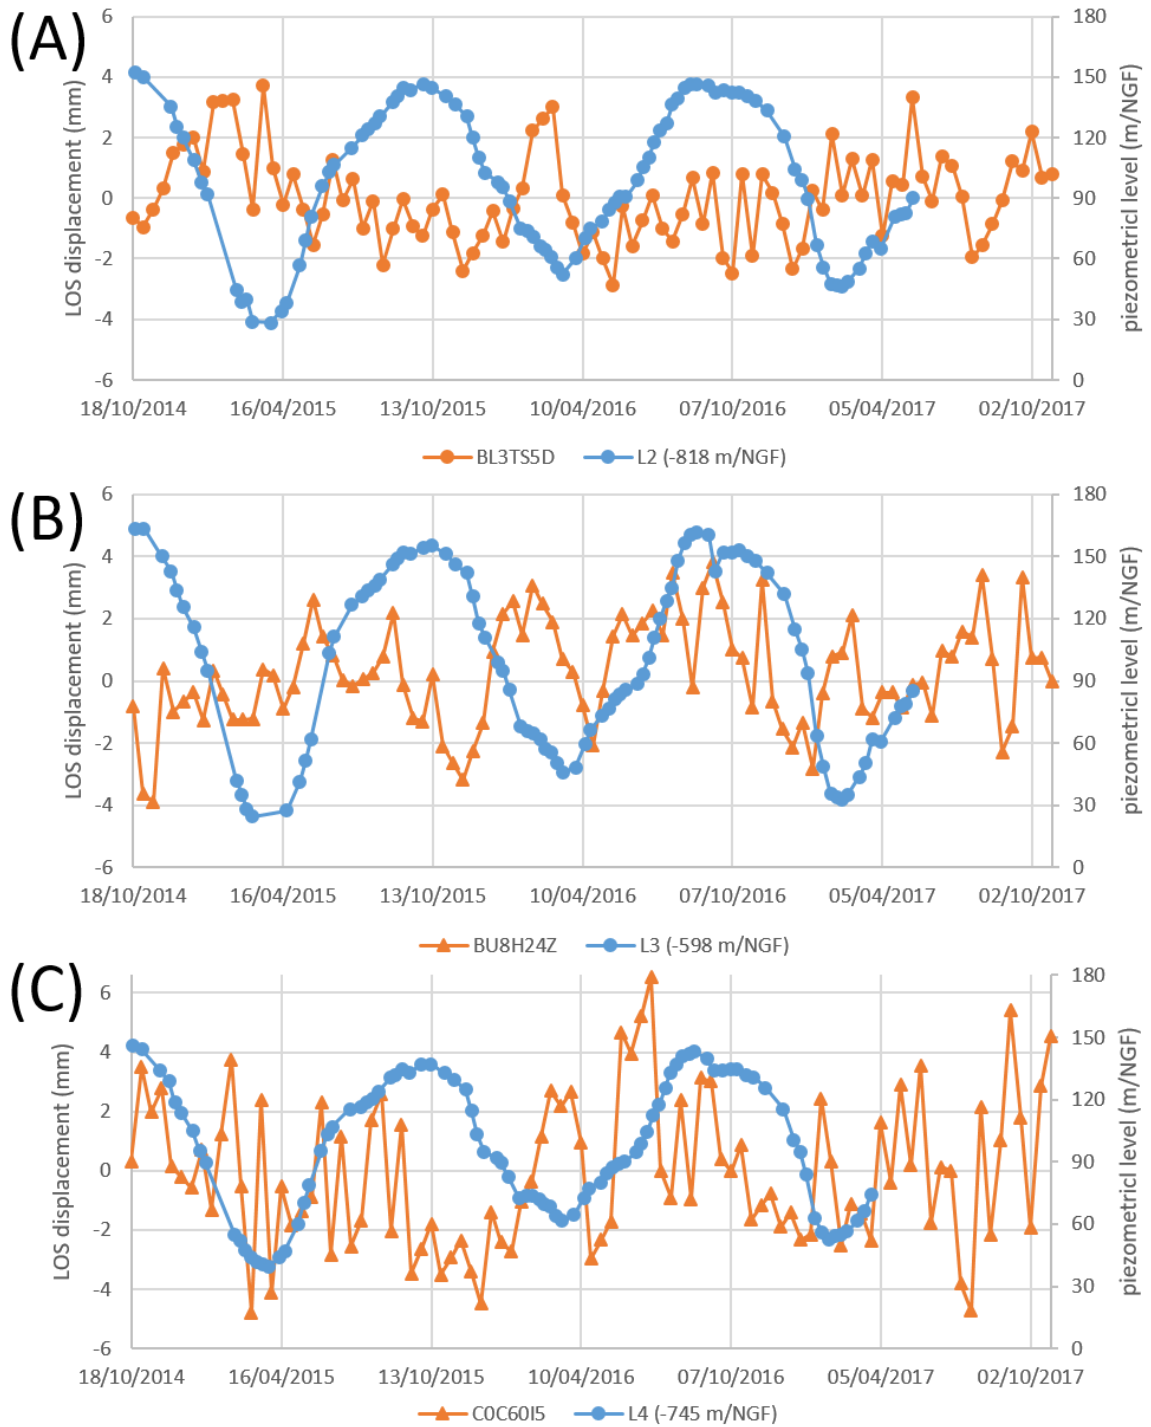 (A)
6
4
2
0
-2
-4
-6
LOS displacement (mm)
180
150
120
90
60
30
0
piezometricl level (m/NGF)
18/10/2014 16/04/2015 13/10/2015 10/04/2016 07/10/2016 05/04/2017 02/10/2017
BL3TS5D L2 (-818 m/NGF)
(B)
6
4
2
0
-2
-4
-6
LOS displacement (mm)
180
150
120
90
60
30
0
piezometricl level (m/NGF)
18/10/2014 16/04/2015 13/10/2015 10/04/2016 07/10/2016 05/04/2017 02/10/2017
BU8H24Z L3 (-598 m/NGF)
(C)
6
4
2
0
-2
-4
-6
LOS displacement (mm)
180
150
120
90
60
30
0
piezometricl level (m/NGF)
18/10/2014 16/04/2015 13/10/2015 10/04/2016 07/10/2016 05/04/2017 02/10/2017
C0C60I5 L4 (-745 m/NGF)